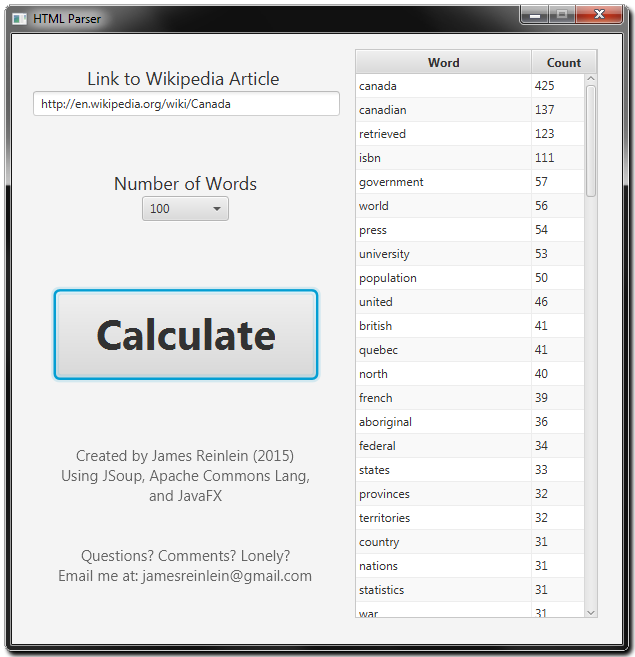 HTML Parser
Link to Wikipedia Article
http://en.wikipedia.org/wiki/Canada
Number of Words
100
Calculate
Created by James Reinlein (2015)
Using JSoup, Apache Commons Lang,
and JavaFX
Questions? Comments? Lonely?
Email me at: jamesreinlein@gmail.com
Word Count
canada 425
canadian 137
retrieved 123
isbn 111
government 57
world 56
press 54
university 53
population 50
united 46
british 41
quebec 41
north 40
french 39
aboriginal 36
federal 34
states 33
provinces 32
territories 32
country 31
nations 31
statistics 31
war 31